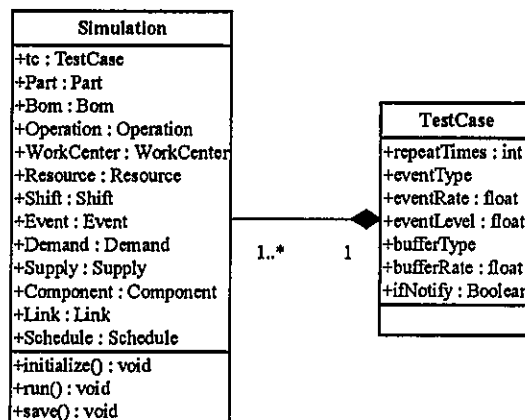 Simulation
+tc : TestCase
+Part : Part
+Bom : Bom
+Operation : Operation
+WorkCenter : WorkCenter
+Resource : Resource
+Shift : Shift
+Event : Event
+Demand : Demand
+Supply : Supply
+Component : Component
+Link : Link
+Schedule : Schedule
+initialize() : void
+run() : void
+save() : void
1..*
1
TestCase
+repeatTimes : int
+eventType
+eventRate : float
+eventLevel : float
+bufferType
+bufferRate : float
+ifNotify : Boolean